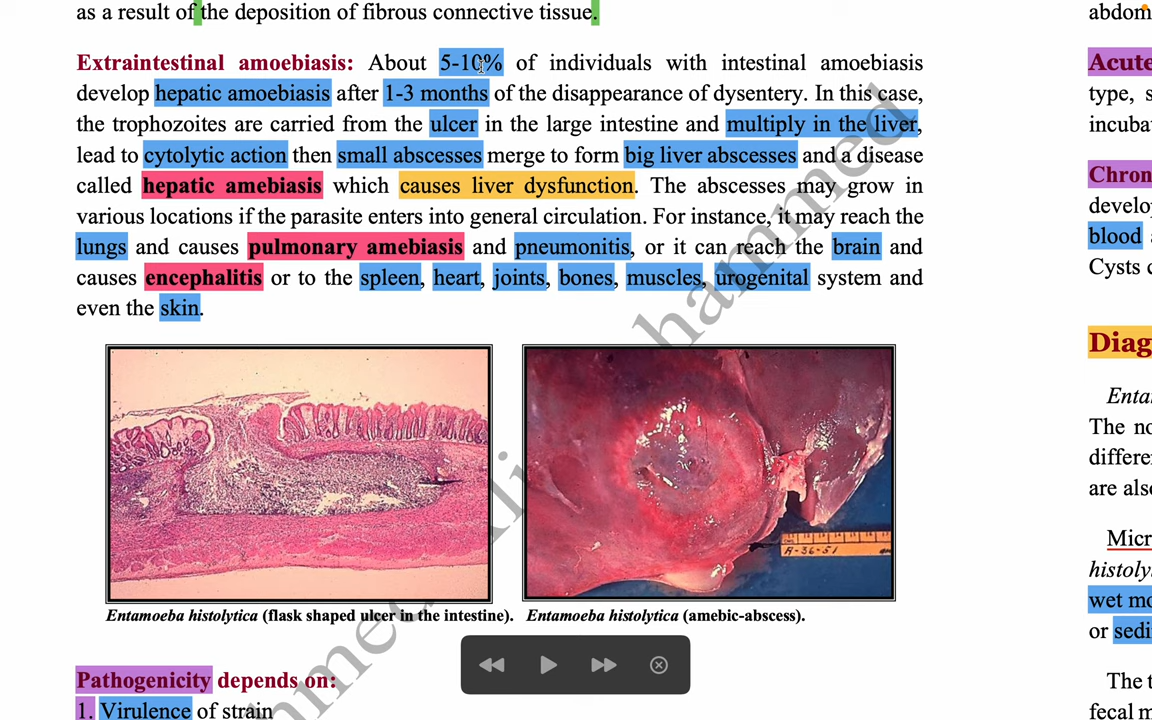 as a result of the deposition of fibrous connective tissue.
Extraintestinal amoebiasis: About 5-10% of individuals with intestinal amoebiasis
develop hepatic amoebiasis after 1-3 months of the disappearance of dysentery. In this case,
the trophozoites are carried from the ulcer in the large intestine and multiply in the liver,
lead to cytolytic action then small abscesses merge to form big liver abscesses and a disease
called hepatic amebiasis which causes liver dysfunction. The abscesses may grow in
various locations if the parasite enters into general circulation. For instance, it may reach the
lungs and causes pulmonary amebiasis and pneumonitis, or it can reach the brain and
causes encephalitis or to the spleen, heart, joints, bones, muscles, urogenital system and
even the skin.
A-36-51
Entamoeba histolytica (flask shaped ulcer in the intestine). Entamoeba histolytica (amebic-abscess).
Pathogenicity depends on:
1. Virulence of strain
abdom
Acute
type, s
incuba
Chron
develop
blood
Cysts c
Diag
Enta
The no
differe
are als
Micr
histoly
wet mo
or sedi
The t
fecal m
hammed